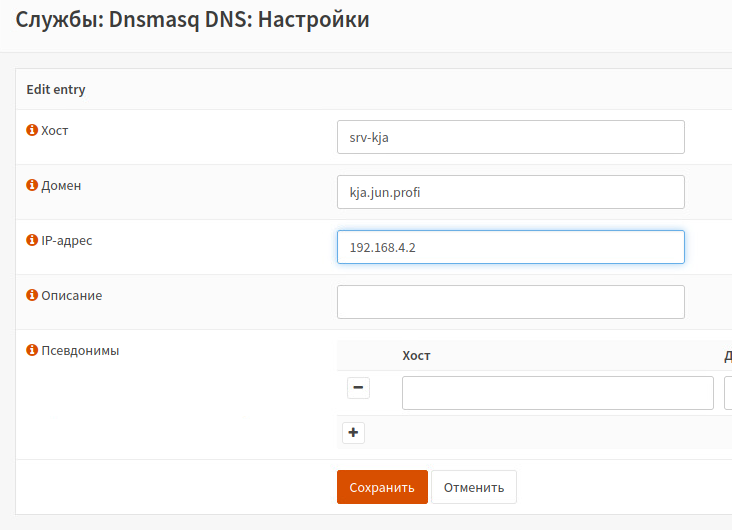 Службы: Dnsmasq DNS: Настройки
Edit entry
Хост
srv-kja
Домен
kja.jun.profi
IP-адрес
192.168.4.2
Описание
Псевдонимы
Хост
Сохранить Отменить